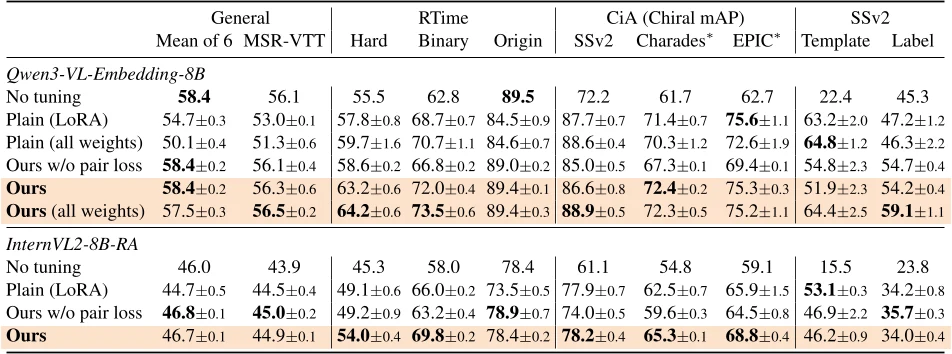 General RTime CiA (Chiral mAP) SSv2
Mean of 6 MSR-VTT Hard Binary Origin SSv2 Charades* EPIC* Template Label
Qwen3-VL-Embedding-8B
No tuning 58.4 56.1 55.5 62.8 89.5 72.2 61.7 62.7 22.4 45.3
Plain (LoRA) 54.7±0.3 53.0±0.1 57.8±0.8 68.7±0.7 84.5±0.9 87.7±0.7 71.4±0.7 75.6±1.1 63.2±2.0 47.2±1.2
Plain (all weights) 50.1±0.4 51.3±0.6 59.7±1.6 70.7±1.1 84.6±0.7 88.6±0.4 70.3±1.2 72.6±1.9 64.8±1.2 46.3±2.2
Ours w/o pair loss 58.4±0.2 56.1±0.4 58.6±0.2 66.8±0.2 89.0±0.2 85.0±0.5 67.3±0.1 69.4±0.1 54.8±2.3 54.7±0.4
Ours 58.4±0.2 56.3±0.6 63.2±0.6 72.0±0.4 89.4±0.1 86.6±0.8 72.4±0.2 75.3±0.3 51.9±2.3 54.2±0.4
Ours (all weights) 57.5±0.3 56.5±0.2 64.2±0.6 73.5±0.6 89.4±0.3 88.9±0.5 72.3±0.5 75.2±1.1 64.4±2.5 59.1±1.1
InternVL2-8B-RA
No tuning 46.0 43.9 45.3 58.0 78.4 61.1 54.8 59.1 15.5 23.8
Plain (LoRA) 44.7±0.5 44.5±0.4 49.1±0.6 66.0±0.2 73.5±0.5 77.9±0.7 62.5±0.7 65.9±1.5 53.1±0.3 34.2±0.8
Ours w/o pair loss 46.8±0.1 45.0±0.2 49.2±0.9 63.2±0.4 78.9±0.7 74.0±0.5 59.6±0.3 64.5±0.8 46.9±2.2 35.7±0.3
Ours 46.7±0.1 44.9±0.1 54.0±0.4 69.8±0.2 78.4±0.2 78.2±0.4 65.3±0.1 68.8±0.4 46.2±0.9 34.0±0.4